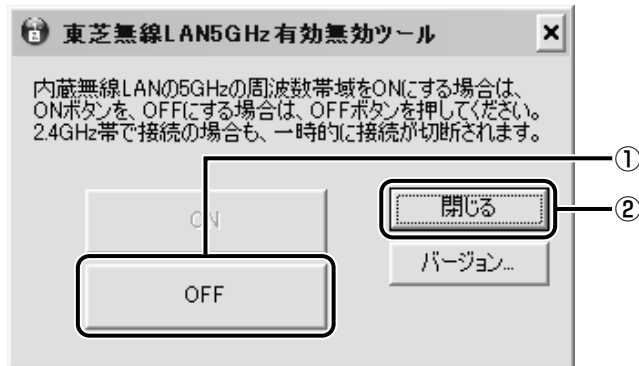 東芝無線LAN5GHz有効無効ツール
内蔵無線LANの5GHzの周波数帯域をONにする場合は、
ONボタンを、OFFにする場合は、OFFボタンを押してください。
2.4GHz帯で接続の場合も、一時的に接続が切断されます。
①
ON
閉じる
②
バージョン...
OFF